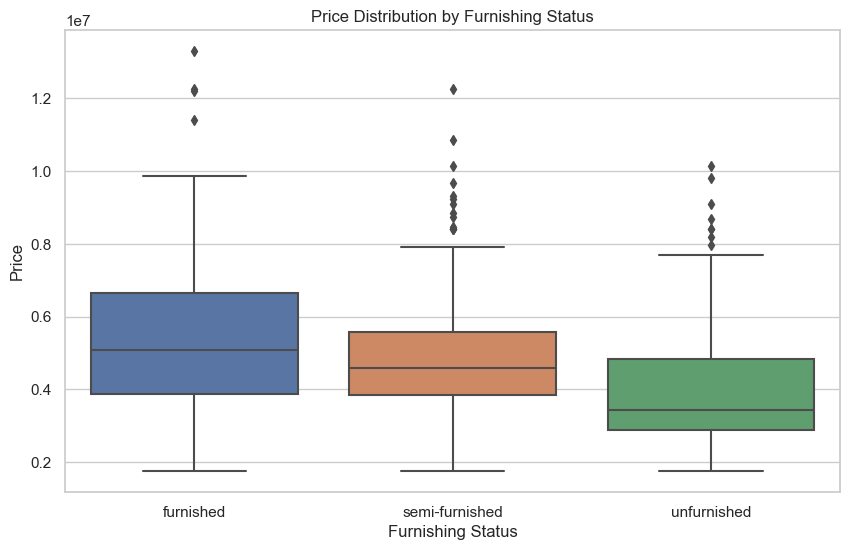 Price Distribution by Furnishing Status
1e7
1.2
1.0
0.8
0.6
0.4
0.2
Price
furnished semi-furnished unfurnished
Furnishing Status